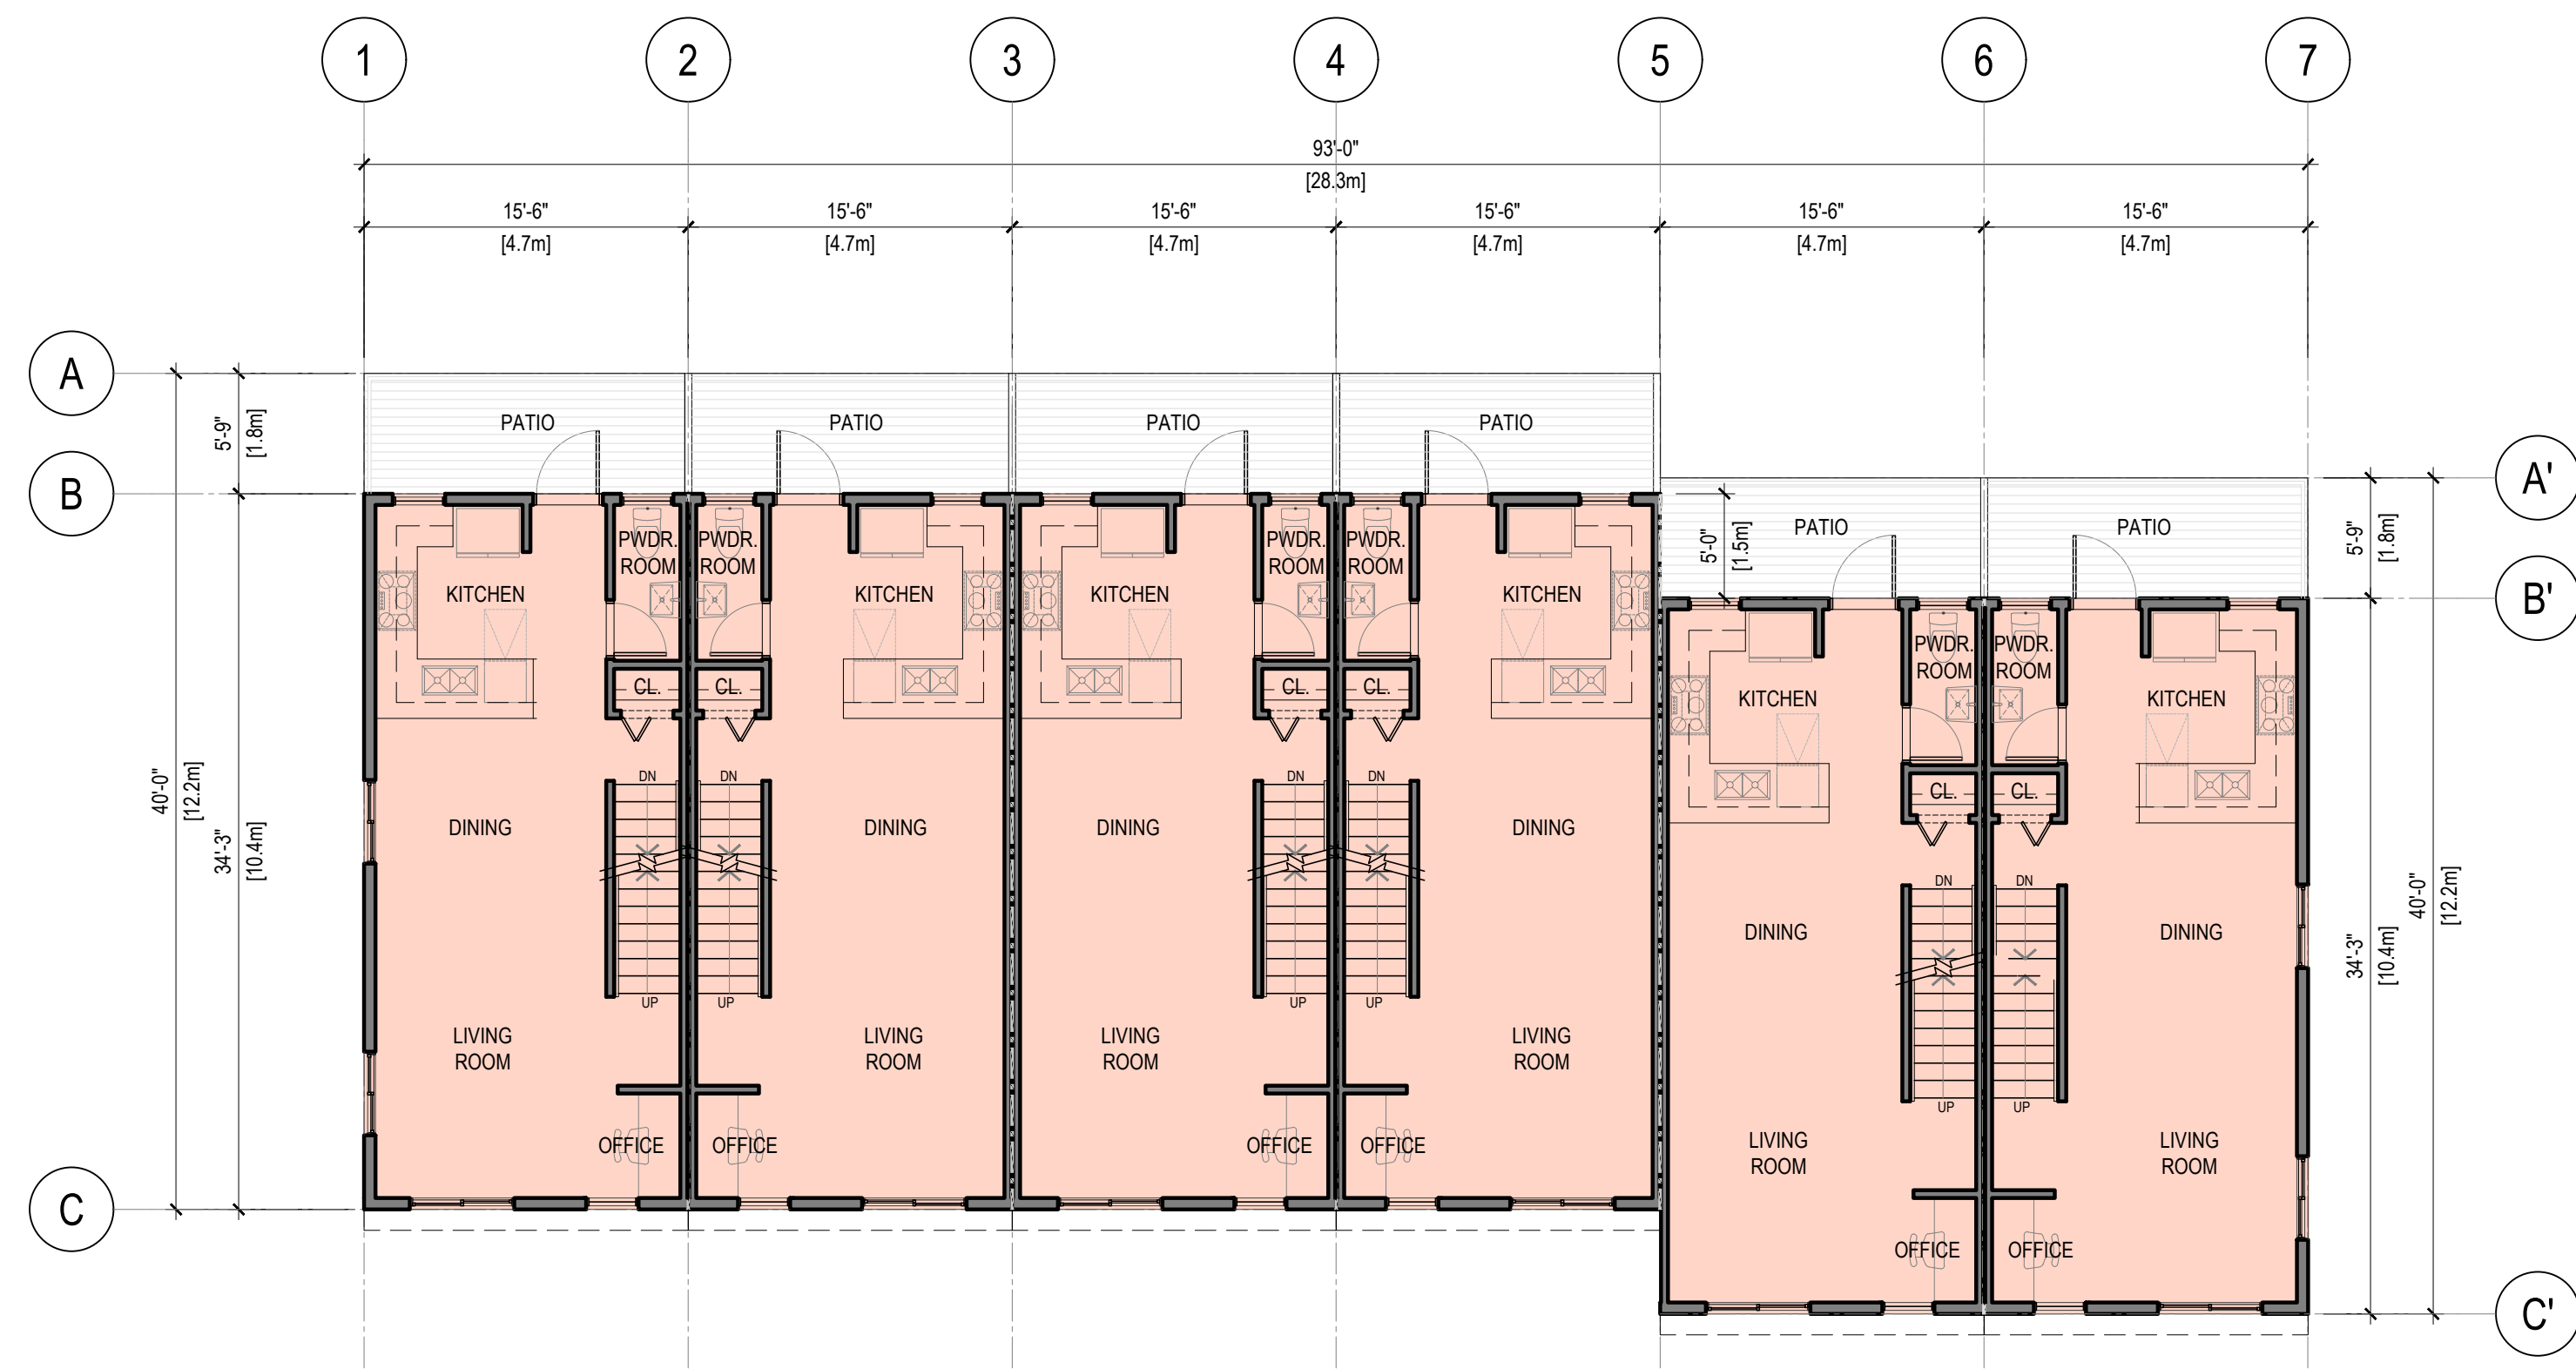 1
2
3
4
5
6
7
93'-0"
[28.3m]
15'-6"
15'-6"
15'-6"
15'-6"
15'-6"
15'-6"
[4.7m]
[4.7m]
[4.7m]
[4.7m]
[4.7m]
[4.7m]
A
B
C
A'
B'
C'
5'-9"
[1.8m]
40'-0"
[12.2m]
34'-3"
[10.4m]
5'-0"
[1.5m]
5'-9"
[1.8m]
34'-3"
[10.4m]
40'-0"
[12.2m]
PATIO
KITCHEN
PWDR.
ROOM
CL.
DN
DINING
UP
LIVING
ROOM
OFFICE
PATIO
PWDR.
ROOM
KITCHEN
CL.
DN
DINING
UP
LIVING
ROOM
OFFICE
PATIO
KITCHEN
PWDR.
ROOM
CL.
DN
DINING
UP
LIVING
ROOM
OFFICE
PATIO
PWDR.
ROOM
KITCHEN
CL.
DN
DINING
UP
LIVING
ROOM
OFFICE
PATIO
PWDR.
ROOM
KITCHEN
CL.
DN
DINING
UP
LIVING
ROOM
OFFICE
PATIO
PWDR.
ROOM
KITCHEN
CL.
DN
DINING
UP
LIVING
ROOM
OFFICE